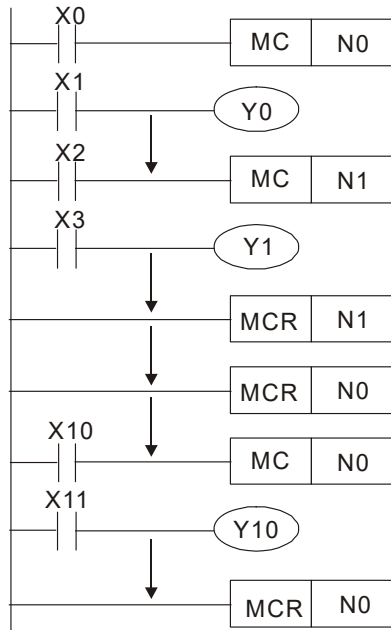 X0
MC N0
X1
Y0
X2
MC N1
X3
Y1
MCR N1
MCR N0
X10
MC N0
X11
Y10
MCR N0